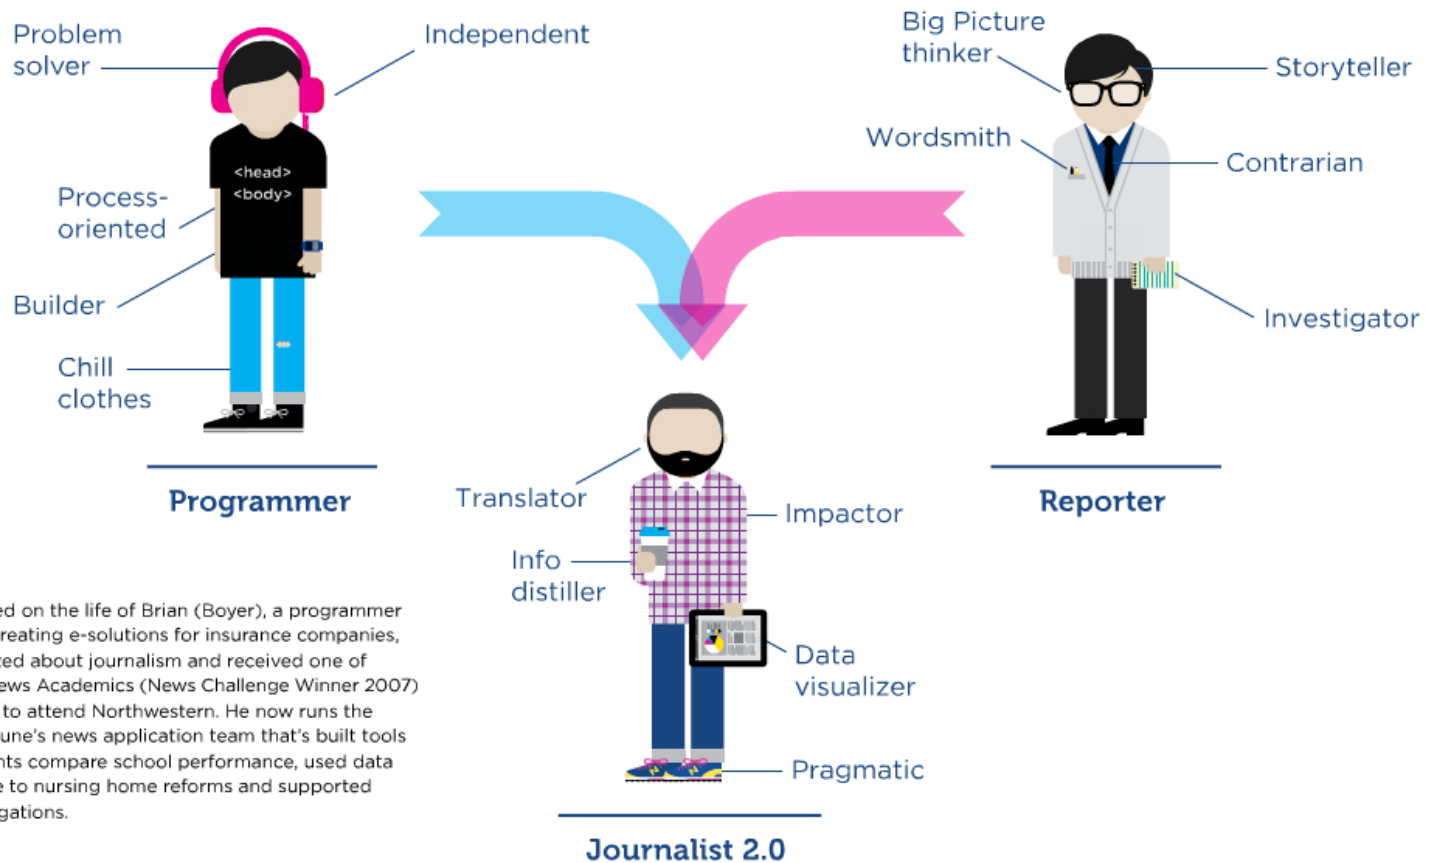 Problem
solver
Independent
<head>
<body>
Process-
oriented
Builder
Chill
clothes
Programmer
Big Picture
thinker
Storyteller
Wordsmith
Contrarian
Investigator
Reporter
Translator
Impactor
Info
distiller
Data
visualizer
Pragmatic
Journalist 2.0
ed on the life of Brian (Boyer), a programmer
reating e-solutions for insurance companies,
ed about journalism and received one of
ews Academics (News Challenge Winner 2007)
to attend Northwestern. He now runs the
une's news application team that's built tools
nts compare school performance, used data
e to nursing home reforms and supported
gations.